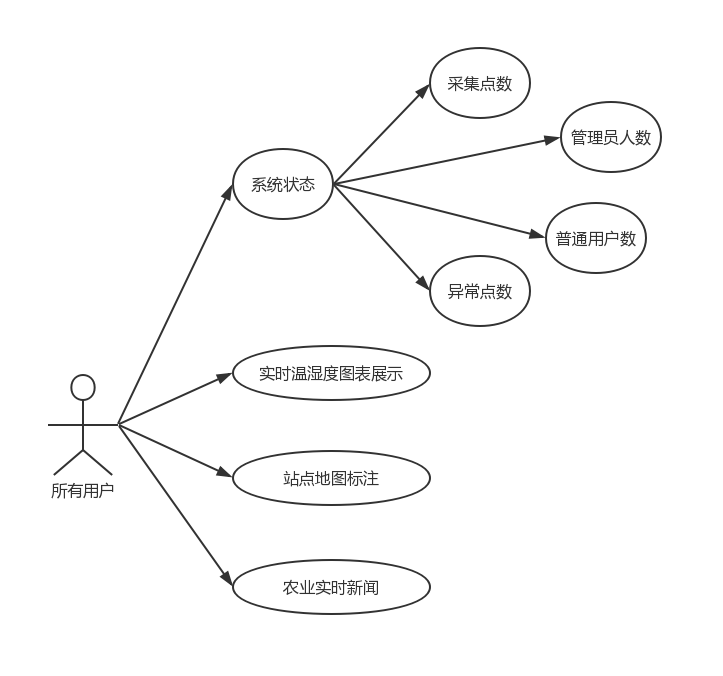 采集点数
管理员人数
系统状态
普通用户数
异常点数
实时温湿度图表展示
站点地图标注
所有用户
农业实时新闻